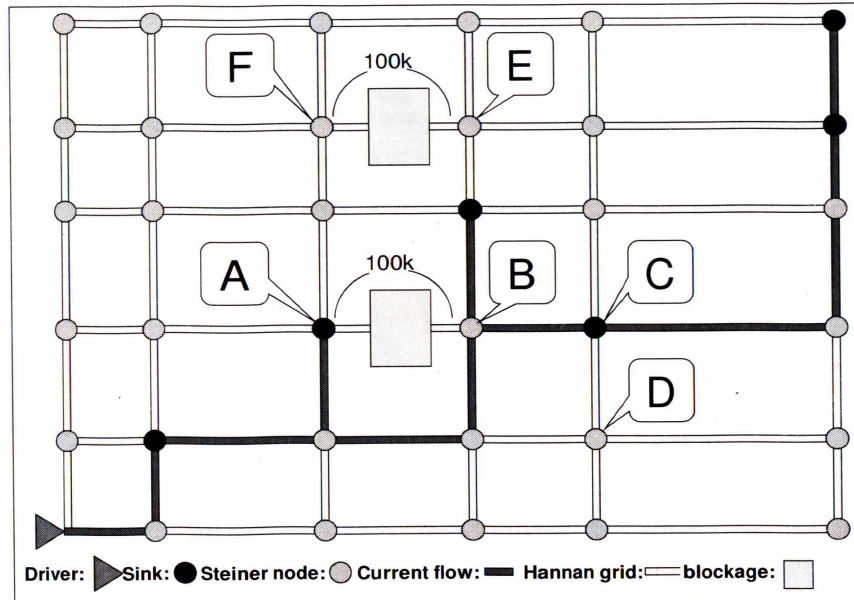 F
100k
E
A
100k
B
C
D
Driver: Sink: Steiner node: Current flow: Hannan grid: blockage: